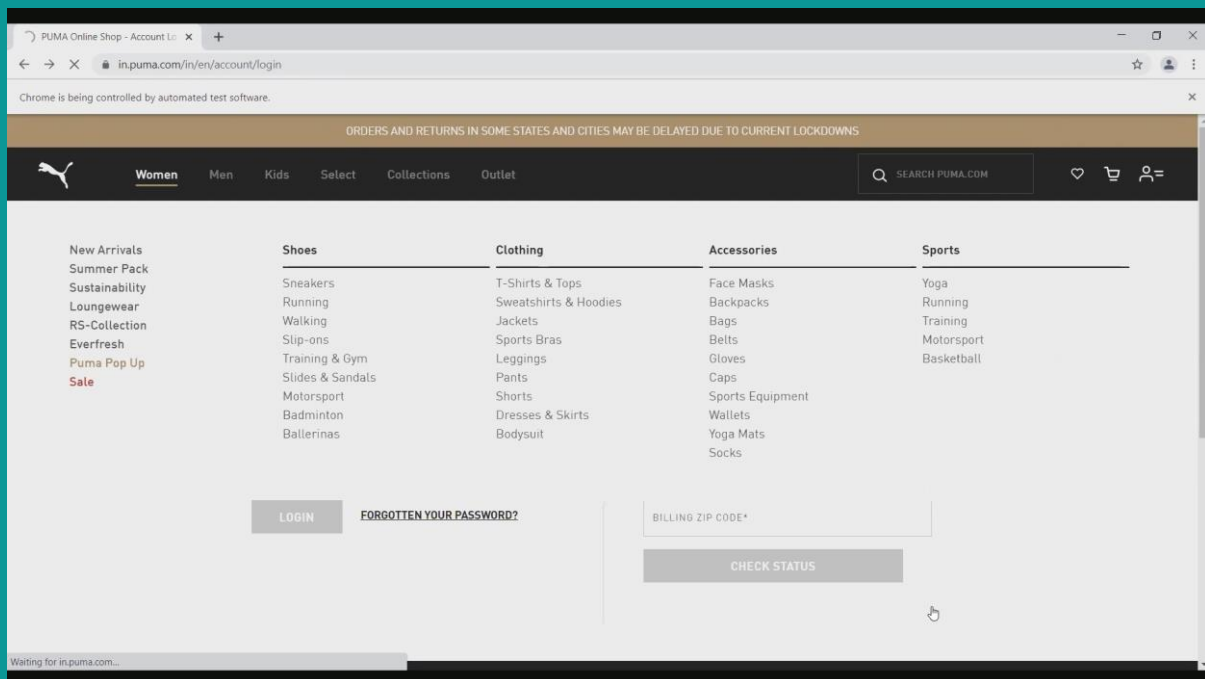 PUMA Online Shop - Account Lo
in.puma.com/in/en/account/login
Chrome is being controlled by automated test software.
ORDERS AND RETURNS IN SOME STATES AND CITIES MAY BE DELAYED DUE TO CURRENT LOCKDOWNS
Women Men Kids Select Collections Outlet SEARCH PUMA.COM
New Arrivals
Summer Pack
Sustainability
Loungewear
RS-Collection
Everfresh
Puma Pop Up
Sale
Shoes
Sneakers
Running
Walking
Slip-ons
Training & Gym
Slides & Sandals
Motorsport
Badminton
Ballerinas
Clothing
T-Shirts & Tops
Sweatshirts & Hoodies
Jackets
Sports Bras
Leggings
Pants
Shorts
Dresses & Skirts
Bodysuit
Accessories
Face Masks
Backpacks
Bags
Belts
Gloves
Caps
Sports Equipment
Wallets
Yoga Mats
Socks
Sports
Yoga
Running
Training
Motorsport
Basketball
LOGIN FORGOTTEN YOUR PASSWORD?
BILLING ZIP CODE*
CHECK STATUS
Waiting for in.puma.com...